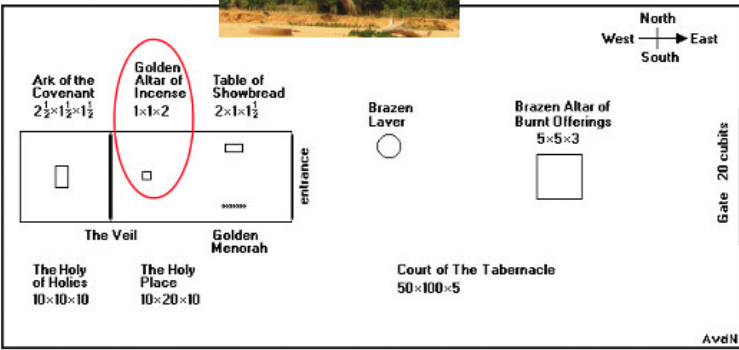 North
West East
South
Ark of the
Covenant
2½×1½×1½
Golden
Altar of
Incense
1×1×2
Table of
Showbread
2×1×1½
Brazen
Laver
Brazen Altar of
Burnt Offerings
5×5×3
entrance
Gate 20 cubits
The Veil
Golden
Menorah
The Holy
of Holies
10×10×10
The Holy
Place
10×20×10
Court of The Tabernacle
50×100×5
AvdN